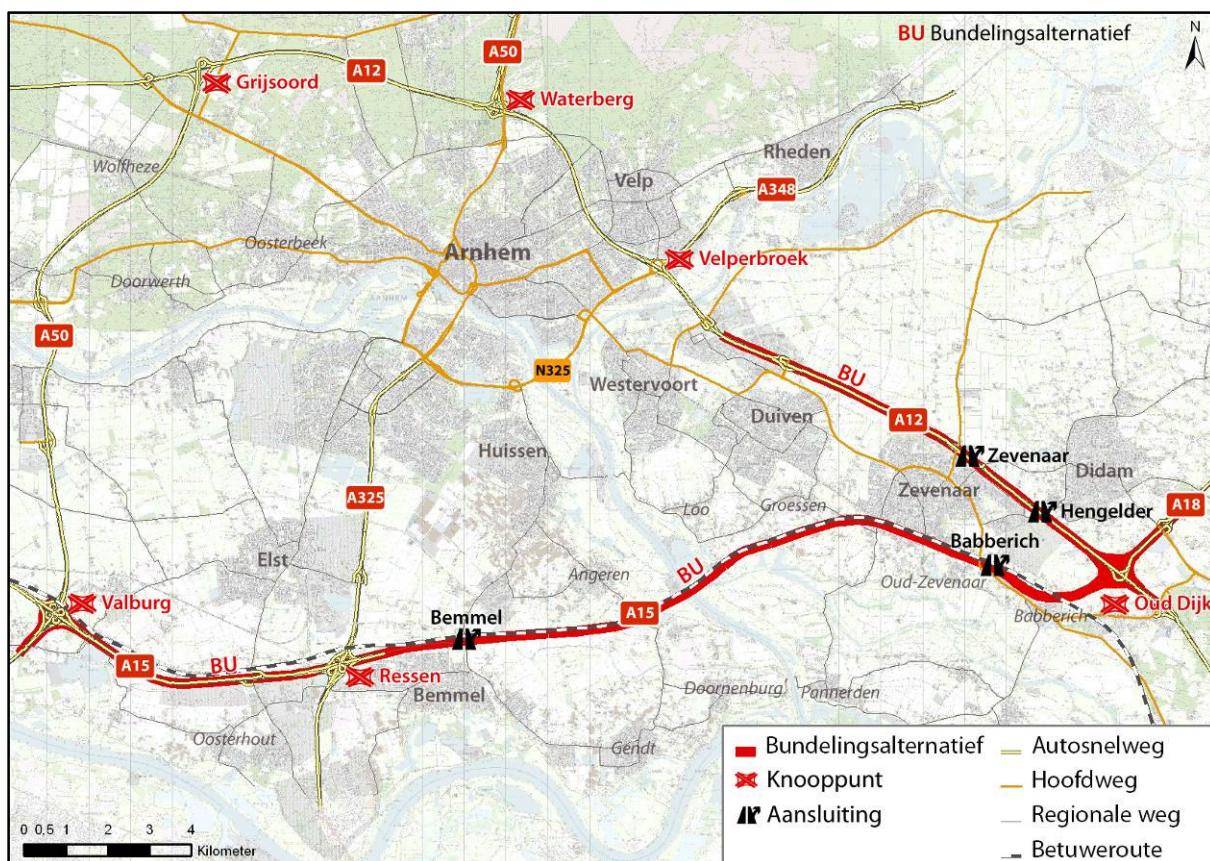 BU Bundelingsalternatief
N
A50
A12
Grijsoord
Waterberg
Wolfheze
Rheden
Velp
A348
Oosterbeek
Arnhem
Velperbroek
Doorwerth
ARNHEM
A50
N325
Westervoort
BU
Duiven
A12
Huissen
Zevenaar
Didam
Zevenaar
A325
Loo
Groessen
Hengelder
A18
Babberich
Elst
Angeren
BU
Oud-Zevenaar
Valburg
Bemmel
A15
Babberich
Oud Dijk
A15
BU
Ressen
Bemmel
Doornenburg
Pannerden
Oosterhout
Gendt
Bundelingsalternatief
Knooppunt
Aansluiting
Autosnelweg
Hoofdweg
Regionale weg
Betuweroute
0 0,5 1 2 3 4
Kilometer